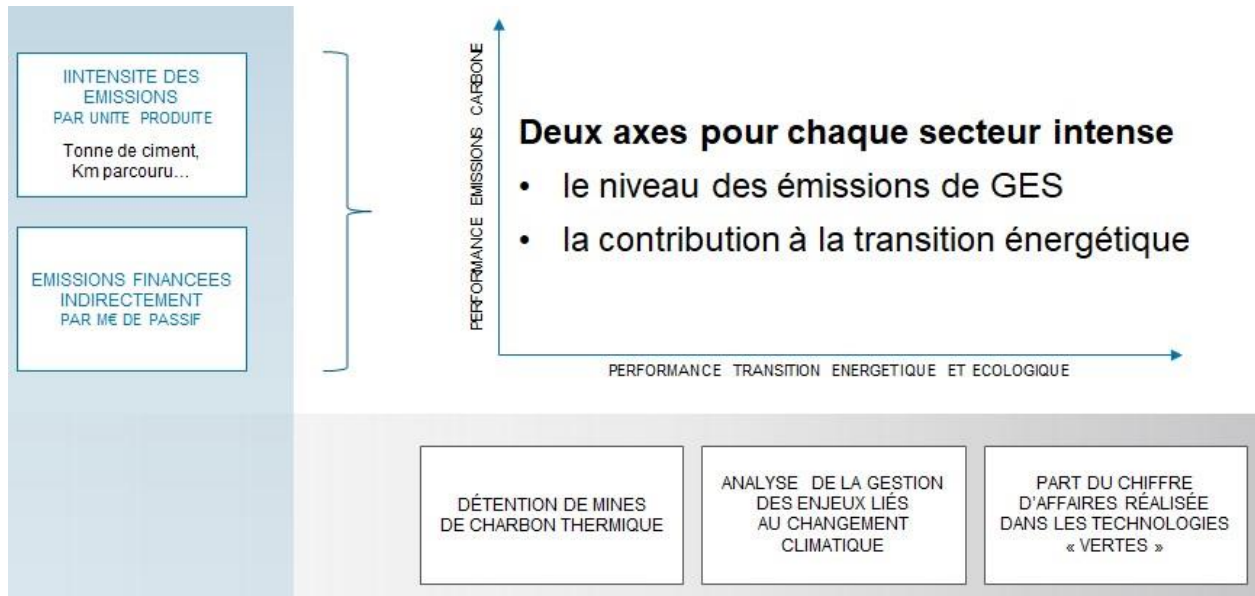 IINTENSITE DES
EMISSIONS
PAR UNITE PRODUITE
Tonne de ciment,
Km parcouru…
EMISSIONS FINANCEES
INDIRECTEMENT
PAR M€ DE PASSIF
PERFORMANCE EMISSIONS CARBONE
Deux axes pour chaque secteur intense
• le niveau des émissions de GES
• la contribution à la transition énergétique
PERFORMANCE TRANSITION ENERGETIQUE ET ECOLOGIQUE
DÉTENTION DE MINES
DE CHARBON THERMIQUE
ANALYSE DE LA GESTION
DES ENJEUX LIÉS
AU CHANGEMENT
CLIMATIQUE
PART DU CHIFFRE
D'AFFAIRES RÉALISÉE
DANS LES TECHNOLOGIES
« VERTES »